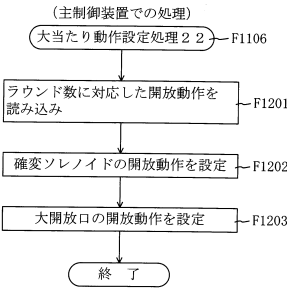 （主制御装置での処理）
大当たり動作設定処理２２
F1106
ラウンド数に対応した開放動作を
読み込み
F1201
確変ソレノイドの開放動作を設定
F1202
大開放口の開放動作を設定
F1203
終　了